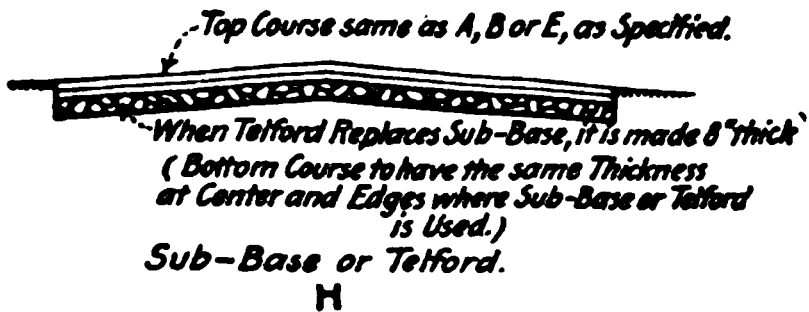 Top Course same as A, B or E, as Specified.
When Telford Replaces Sub-Base, it is made 8" thick
( Bottom Course to have the same Thickness
at Center and Edges where Sub-Base or Telford
is Used.)
Sub-Base or Telford.
H